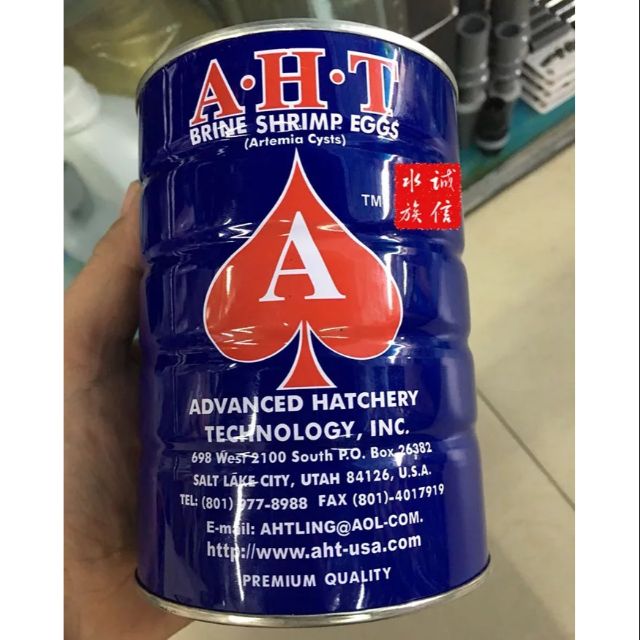 A·H·T
BRINE SHRIMP EGGS
(Artemia Cysts)
TM
誠信
水族
A
ADVANCED HATCHERY
TECHNOLOGY, INC.
698 West 2100 South P.O. Box 26382
SALT LAKE CITY, UTAH 84126, U.S.A.
TEL: (801) 977-8988 FAX (801)-4017919
E-mail: AHTLING@AOL-COM.
http://www.aht-usa.com
PREMIUM QUALITY